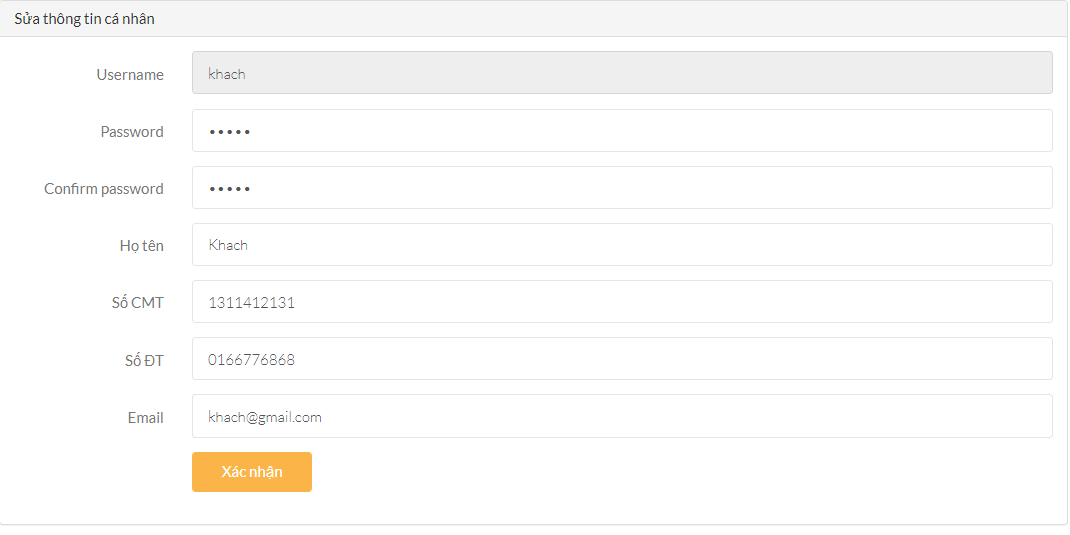 Sửa thông tin cá nhân
Username khach
Password •••••
Confirm password •••••
Họ tên Khach
Số CMT 1311412131
Số ĐT 0166776868
Email khach@gmail.com
Xác nhận